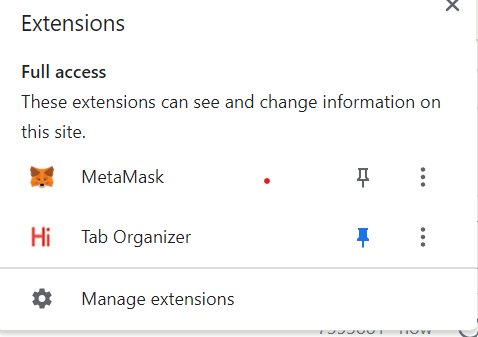 Extensions
Full access
These extensions can see and change information on
this site.
MetaMask
Hi Tab Organizer
Manage extensions
now